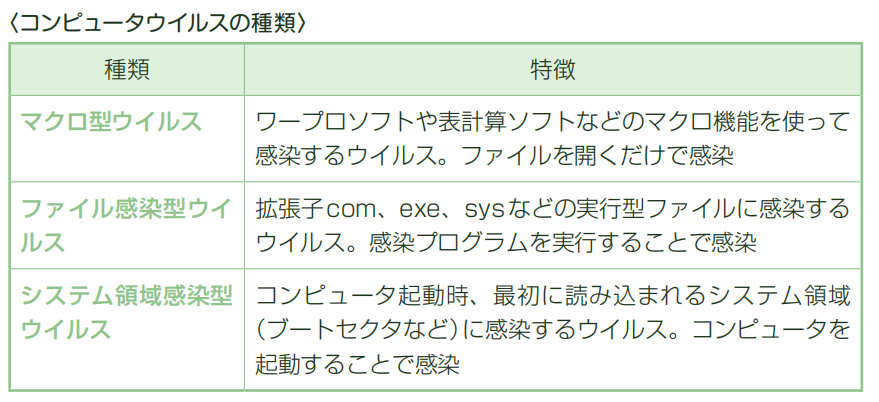 〈コンピュータウイルスの種類〉
種類
特徴
マクロ型ウイルス
ワープロソフトや表計算ソフトなどのマクロ機能を使って
感染するウイルス。ファイルを開くだけで感染
ファイル感染型ウイ
ルス
拡張子com、exe、sysなどの実行型ファイルに感染する
ウイルス。感染プログラムを実行することで感染
システム領域感染型
ウイルス
コンピュータ起動時、最初に読み込まれるシステム領域
（ブートセクタなど）に感染するウイルス。コンピュータを
起動することで感染